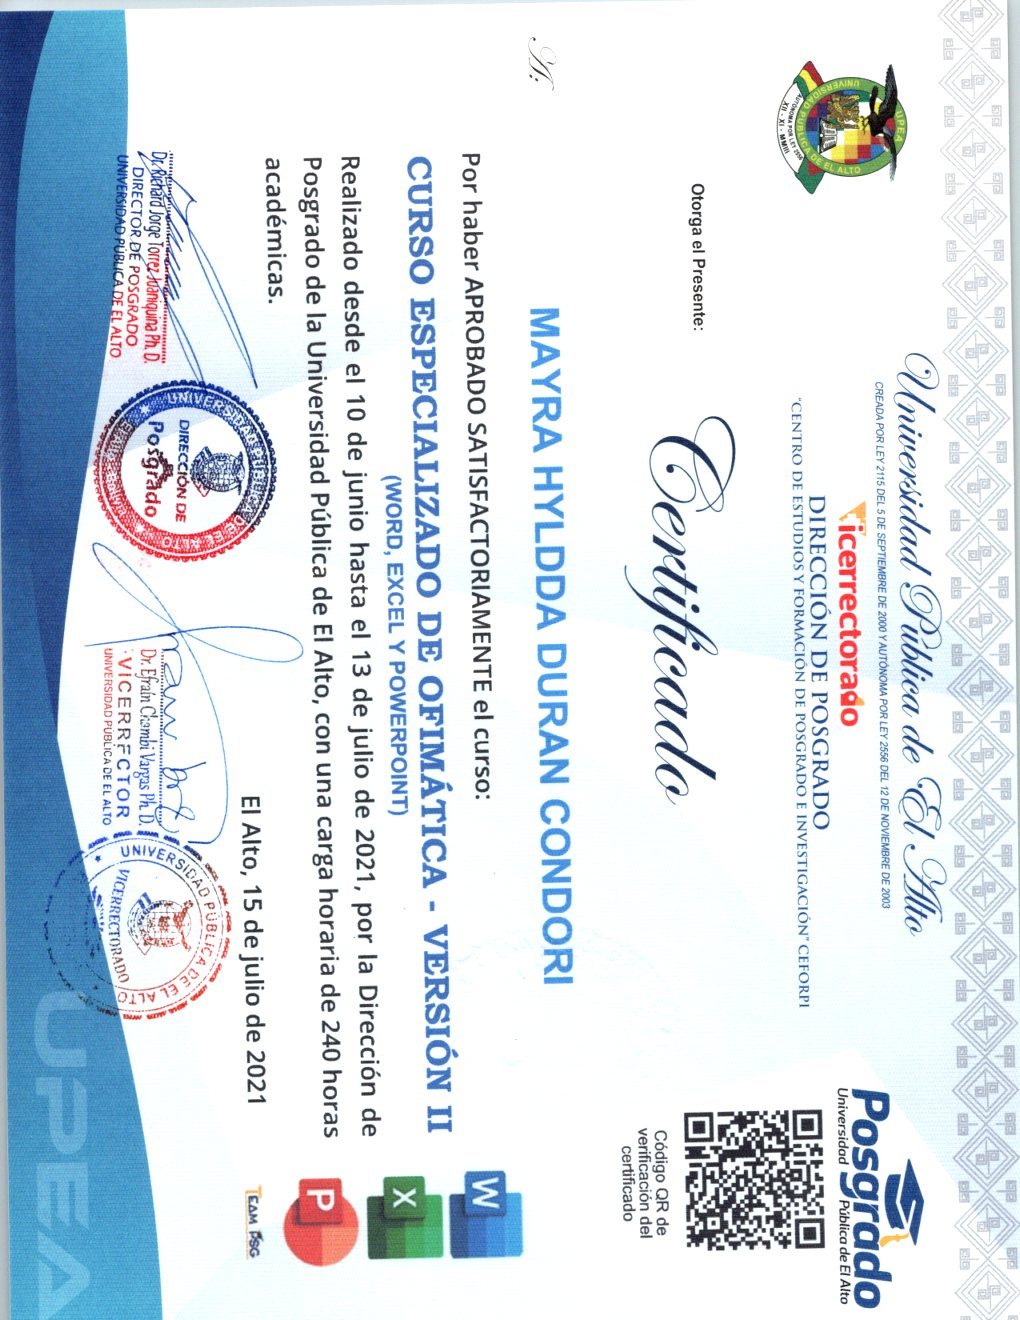 Universidad Pública de El Alto
CREADA POR LEY 2115 DEL 5 DE SEPTIEMBRE DE 2000 Y AUTÓNOMA POR LEY 2556 DEL 12 DE NOVIEMBRE DE 2003
Vicerrectorado
DIRECCIÓN DE POSGRADO
"CENTRO DE ESTUDIOS Y FORMACIÓN DE POSGRADO E INVESTIGACIÓN" CEFORPI
UPEA
UNIVERSIDAD PÚBLICA DE EL ALTO
AUTÓNOMA POR LEY 2556
XII - XI - MMIII
Posgrado
Universidad Pública de El Alto
Otorga el Presente:
Certificado
Código QR de
verificación del
certificado
A:
MAYRA HYLDDA DURAN CONDORI
Por haber APROBADO SATISFACTORIAMENTE el curso:
CURSO ESPECIALIZADO DE OFIMÁTICA - VERSIÓN II
(WORD, EXCEL Y POWERPOINT)
Realizado desde el 10 de junio hasta el 13 de julio de 2021, por la Dirección de
Posgrado de la Universidad Pública de El Alto, con una carga horaria de 240 horas
académicas.
W
X
P
El Alto, 15 de julio de 2021
TEAM PSG
Dr. Richard Jorge Torrez Juaniquina Ph. D.
DIRECTOR DE POSGRADO
UNIVERSIDAD PÚBLICA DE EL ALTO
UNIVERSIDAD PÚBLICA DE EL ALTO
DIRECCIÓN DE
Posgrado
Dr. Efraín Chambi Vargas Ph. D.
VICERRECTOR
UNIVERSIDAD PUBLICA DE EL ALTO
UNIVERSIDAD PÚBLICA DE EL ALTO
VICERRECTORADO
UPEA